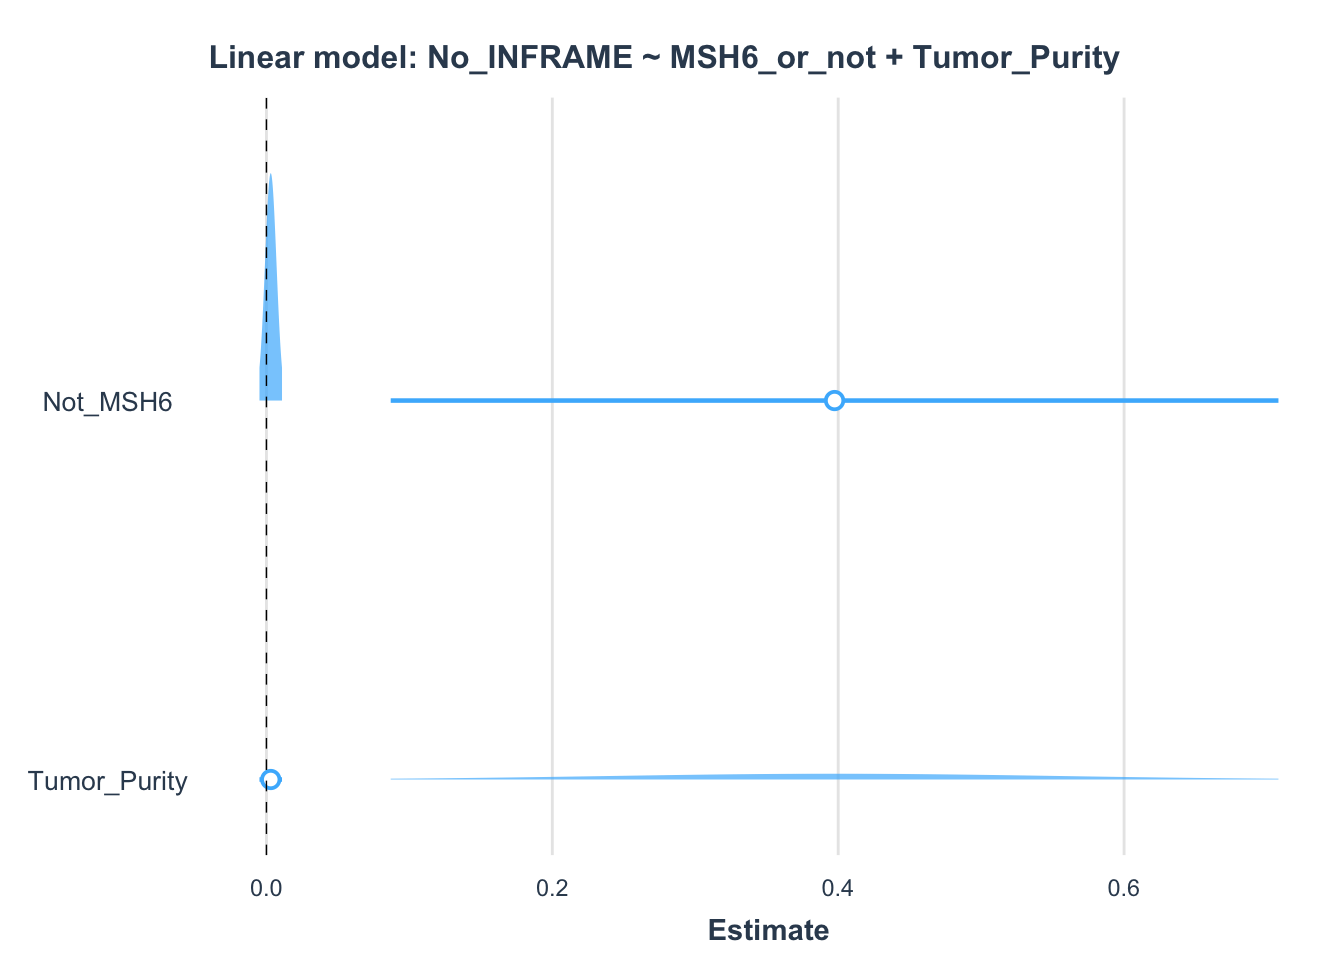 Linear model: No_INFRAME ~ MSH6_or_not + Tumor_Purity
Not_MSH6
Tumor_Purity
0.0 0.2 0.4 0.6
Estimate